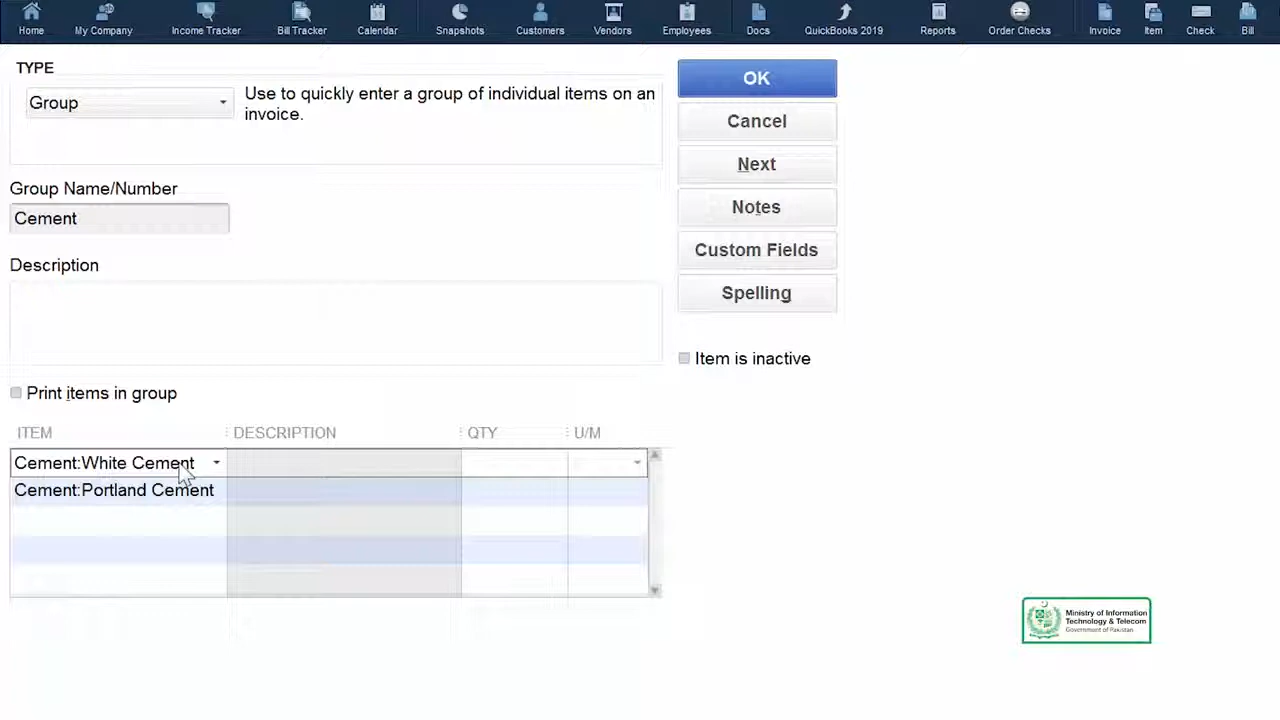 Home
My Company
Income Tracker
Bill Tracker
Calendar
Snapshots
Customers
Vendors
Employees
Docs
QuickBooks 2019
Reports
Order Checks
Invoice
Item
Check
Bill
TYPE
Group
Use to quickly enter a group of individual items on an
invoice.
OK
Cancel
Next
Notes
Custom Fields
Spelling
Group Name/Number
Cement
Description
Item is inactive
Print items in group
ITEM DESCRIPTION QTY U/M
Cement:White Cement
Cement:Portland Cement
Ministry of Information
Technology & Telecom
Government of Pakistan